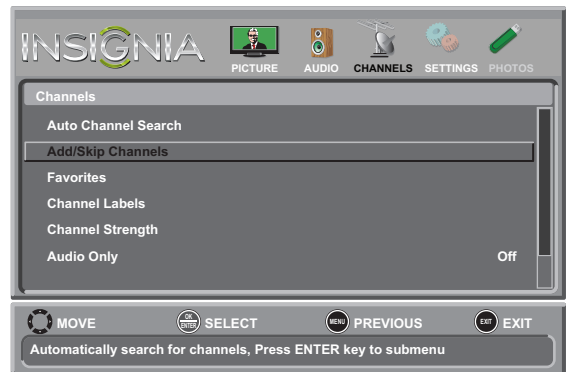 INSIGNIA
PICTURE AUDIO CHANNELS SETTINGS PHOTOS
Channels
Auto Channel Search
Add/Skip Channels
Favorites
Channel Labels
Channel Strength
Audio Only Off
MOVE OK ENTER SELECT MENU PREVIOUS EXIT EXIT
Automatically search for channels, Press ENTER key to submenu